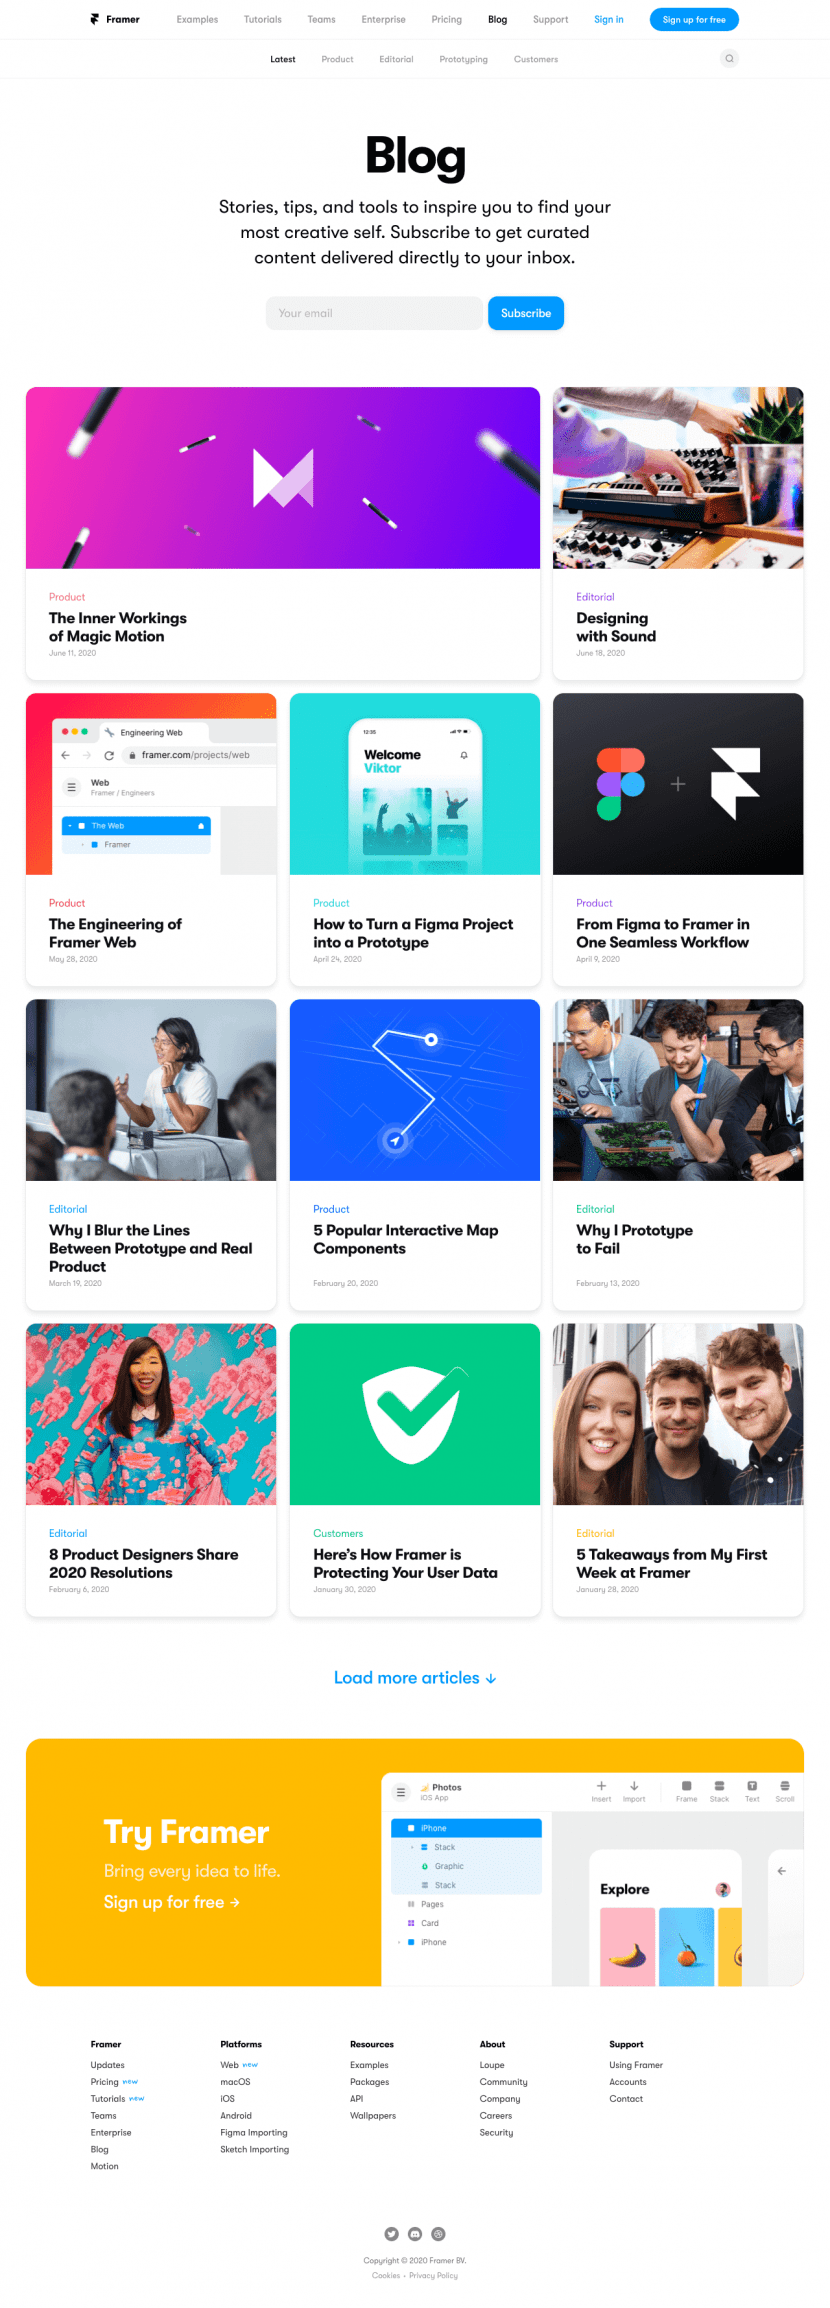 Framer
Examples
Tutorials
Teams
Enterprise
Pricing
Blog
Support
Sign in
Sign up for free
Latest
Product
Editorial
Prototyping
Customers
Blog
Stories, tips, and tools to inspire you to find your
most creative self. Subscribe to get curated
content delivered directly to your inbox.
Your email
Subscribe
Product
The Inner Workings
of Magic Motion
June 11, 2020
Editorial
Designing
with Sound
June 18, 2020
Engineering Web
framer.com/projects/web
Web
Framer / Engineers
The Web
Framer
Product
The Engineering of
Framer Web
May 28, 2020
12:35
Welcome
Viktor
Product
How to Turn a Figma Project
into a Prototype
April 24, 2020
Product
From Figma to Framer in
One Seamless Workflow
April 9, 2020
Editorial
Why I Blur the Lines
Between Prototype and Real
Product
March 19, 2020
Product
5 Popular Interactive Map
Components
February 20, 2020
Editorial
Why I Prototype
to Fail
February 13, 2020
Editorial
8 Product Designers Share
2020 Resolutions
February 6, 2020
Customers
Here's How Framer is
Protecting Your User Data
January 30, 2020
Editorial
5 Takeaways from My First
Week at Framer
January 28, 2020
Load more articles ↓
Try Framer
Bring every idea to life.
Sign up for free →
Photos
iOS App
Insert
Import
Frame
Stack
Text
Scroll
iPhone
Stack
Graphic
Stack
Pages
Card
iPhone
Explore
Framer
Updates
Pricing new
Tutorials new
Teams
Enterprise
Blog
Motion
Platforms
Web new
macOS
iOS
Android
Figma Importing
Sketch Importing
Resources
Examples
Packages
API
Wallpapers
About
Loupe
Community
Company
Careers
Security
Support
Using Framer
Accounts
Contact
Copyright © 2020 Framer BV.
Cookies • Privacy Policy